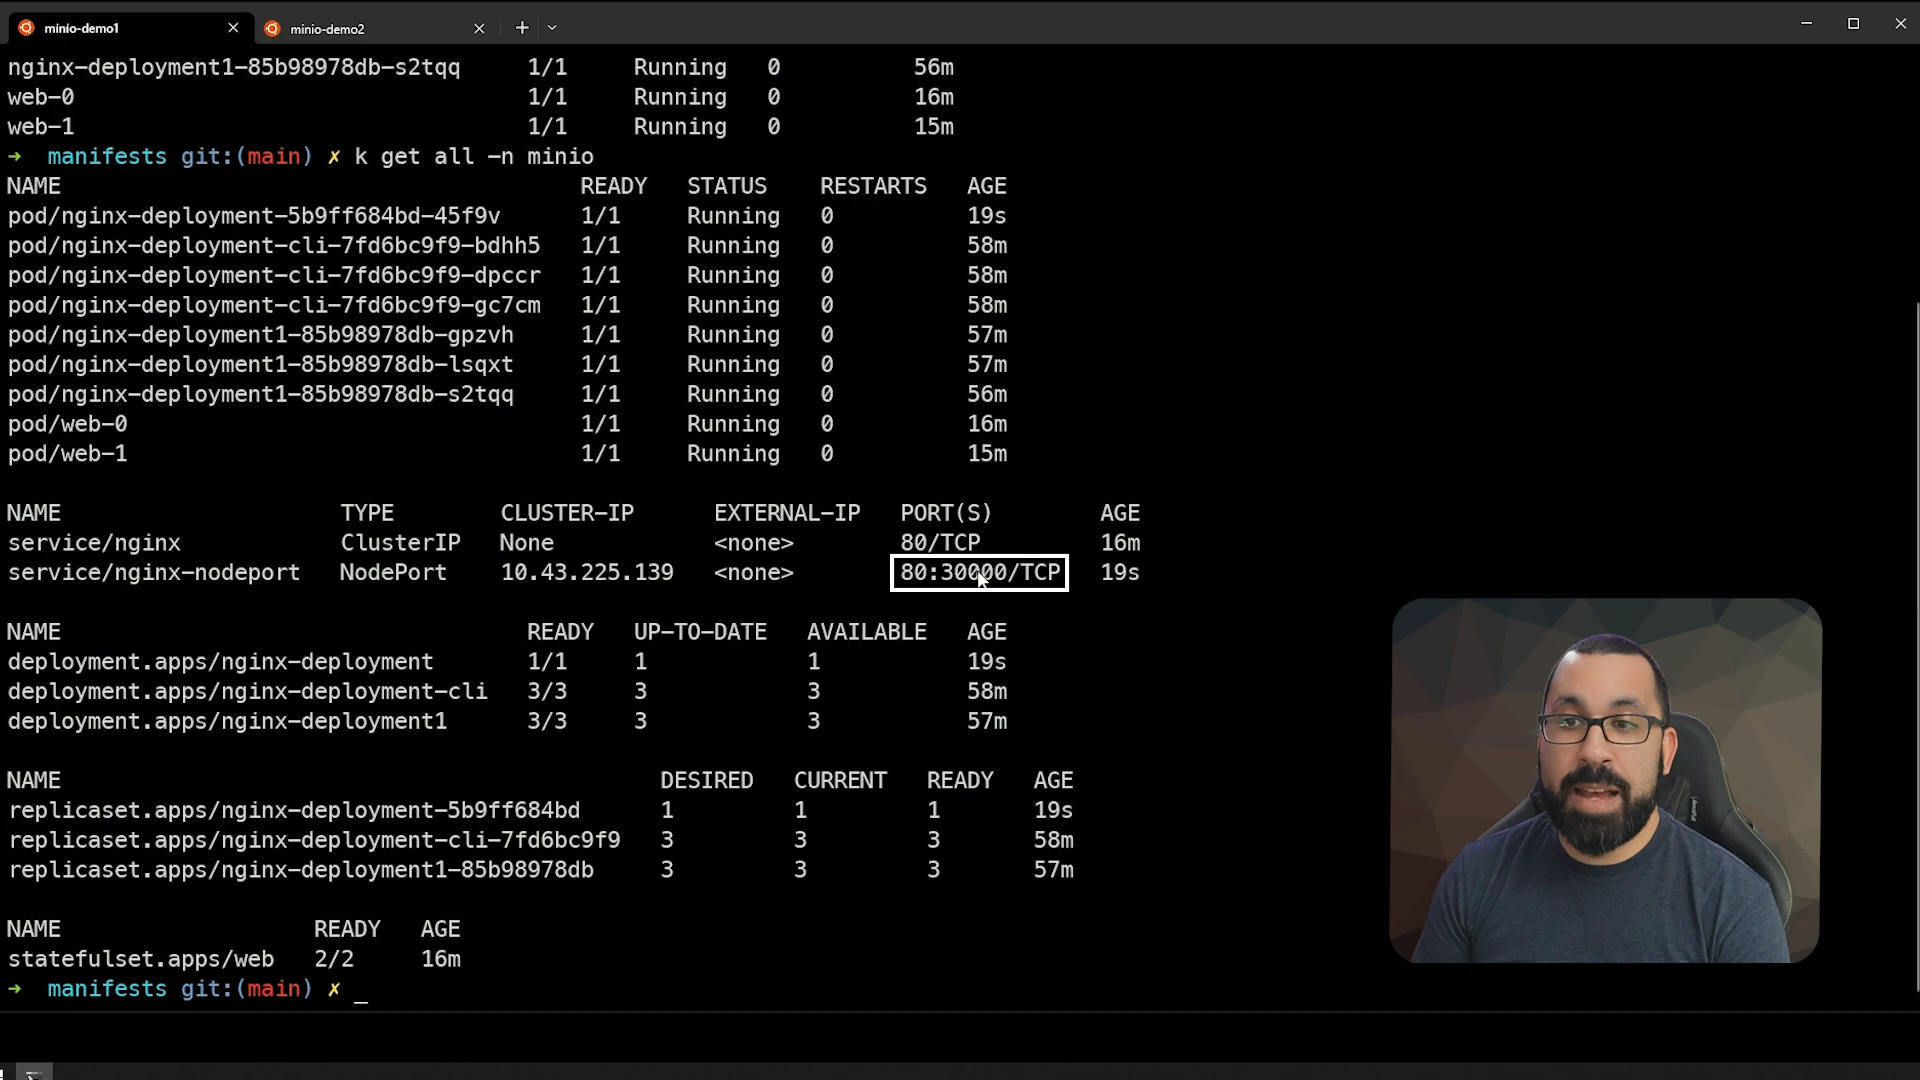 minio-demo1 minio-demo2
nginx-deployment1-85b98978db-s2tqq 1/1 Running 0 56m
web-0 1/1 Running 0 16m
web-1 1/1 Running 0 15m
→ manifests git:(main) ✗ k get all -n minio
NAME READY STATUS RESTARTS AGE
pod/nginx-deployment-5b9ff684bd-45f9v 1/1 Running 0 19s
pod/nginx-deployment-cli-7fd6bc9f9-bdhh5 1/1 Running 0 58m
pod/nginx-deployment-cli-7fd6bc9f9-dpccr 1/1 Running 0 58m
pod/nginx-deployment-cli-7fd6bc9f9-gc7cm 1/1 Running 0 58m
pod/nginx-deployment1-85b98978db-gpzvh 1/1 Running 0 57m
pod/nginx-deployment1-85b98978db-lsqxt 1/1 Running 0 57m
pod/nginx-deployment1-85b98978db-s2tqq 1/1 Running 0 56m
pod/web-0 1/1 Running 0 16m
pod/web-1 1/1 Running 0 15m
NAME TYPE CLUSTER-IP EXTERNAL-IP PORT(S) AGE
service/nginx ClusterIP None <none> 80/TCP 16m
service/nginx-nodeport NodePort 10.43.225.139 <none> 80:30000/TCP 19s
NAME READY UP-TO-DATE AVAILABLE AGE
deployment.apps/nginx-deployment 1/1 1 1 19s
deployment.apps/nginx-deployment-cli 3/3 3 3 58m
deployment.apps/nginx-deployment1 3/3 3 3 57m
NAME DESIRED CURRENT READY AGE
replicaset.apps/nginx-deployment-5b9ff684bd 1 1 1 19s
replicaset.apps/nginx-deployment-cli-7fd6bc9f9 3 3 3 58m
replicaset.apps/nginx-deployment1-85b98978db 3 3 3 57m
NAME READY AGE
statefulset.apps/web 2/2 16m
→ manifests git:(main) ✗ _